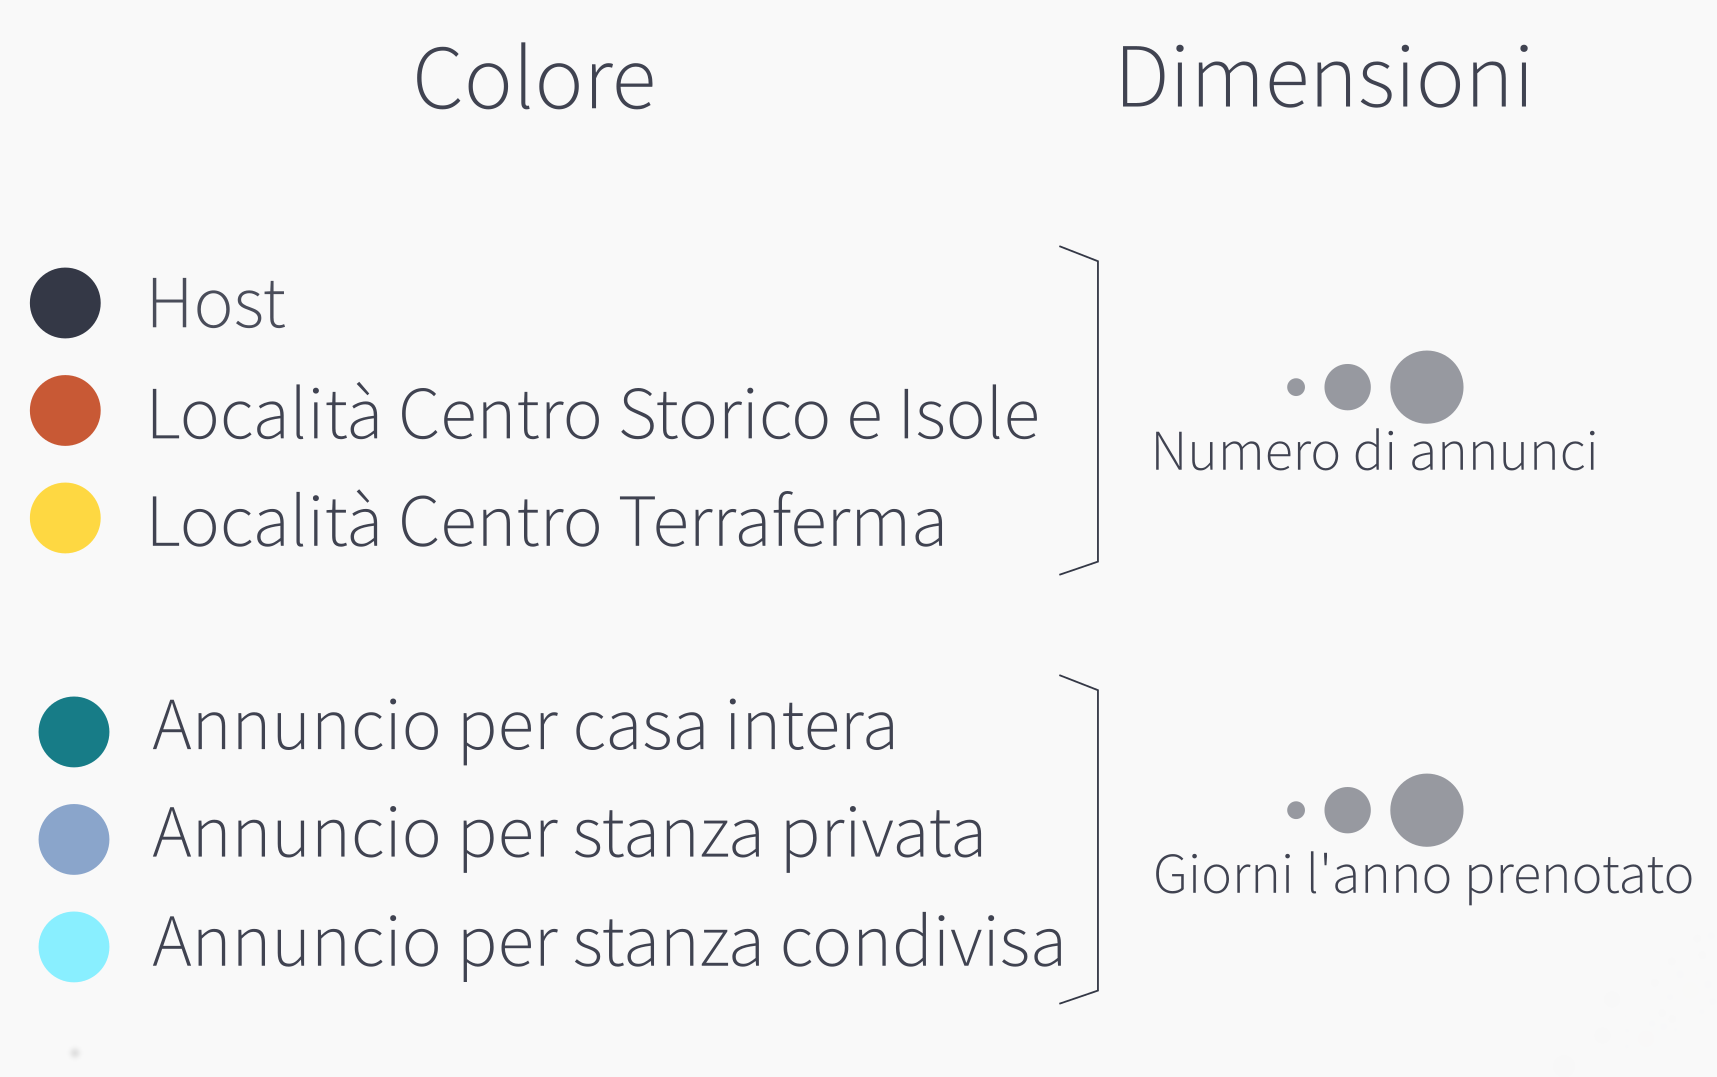 Colore
Dimensioni
Host
Località Centro Storico e Isole
Località Centro Terraferma
Numero di annunci
Annuncio per casa intera
Annuncio per stanza privata
Annuncio per stanza condivisa
Giorni l'anno prenotato